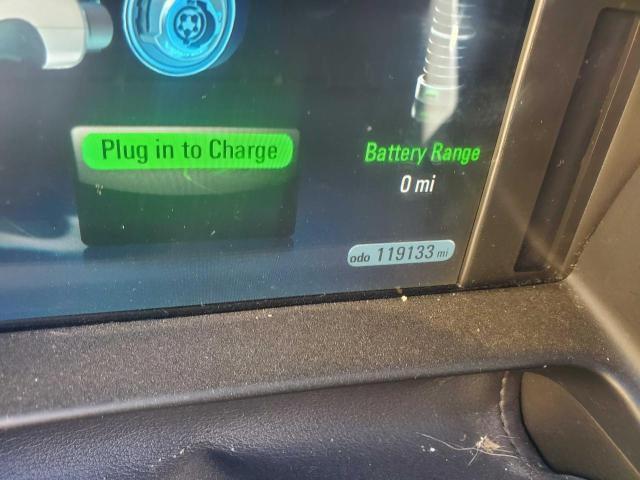 Plug in to Charge
Battery Range
0 mi
odo 119133 mi